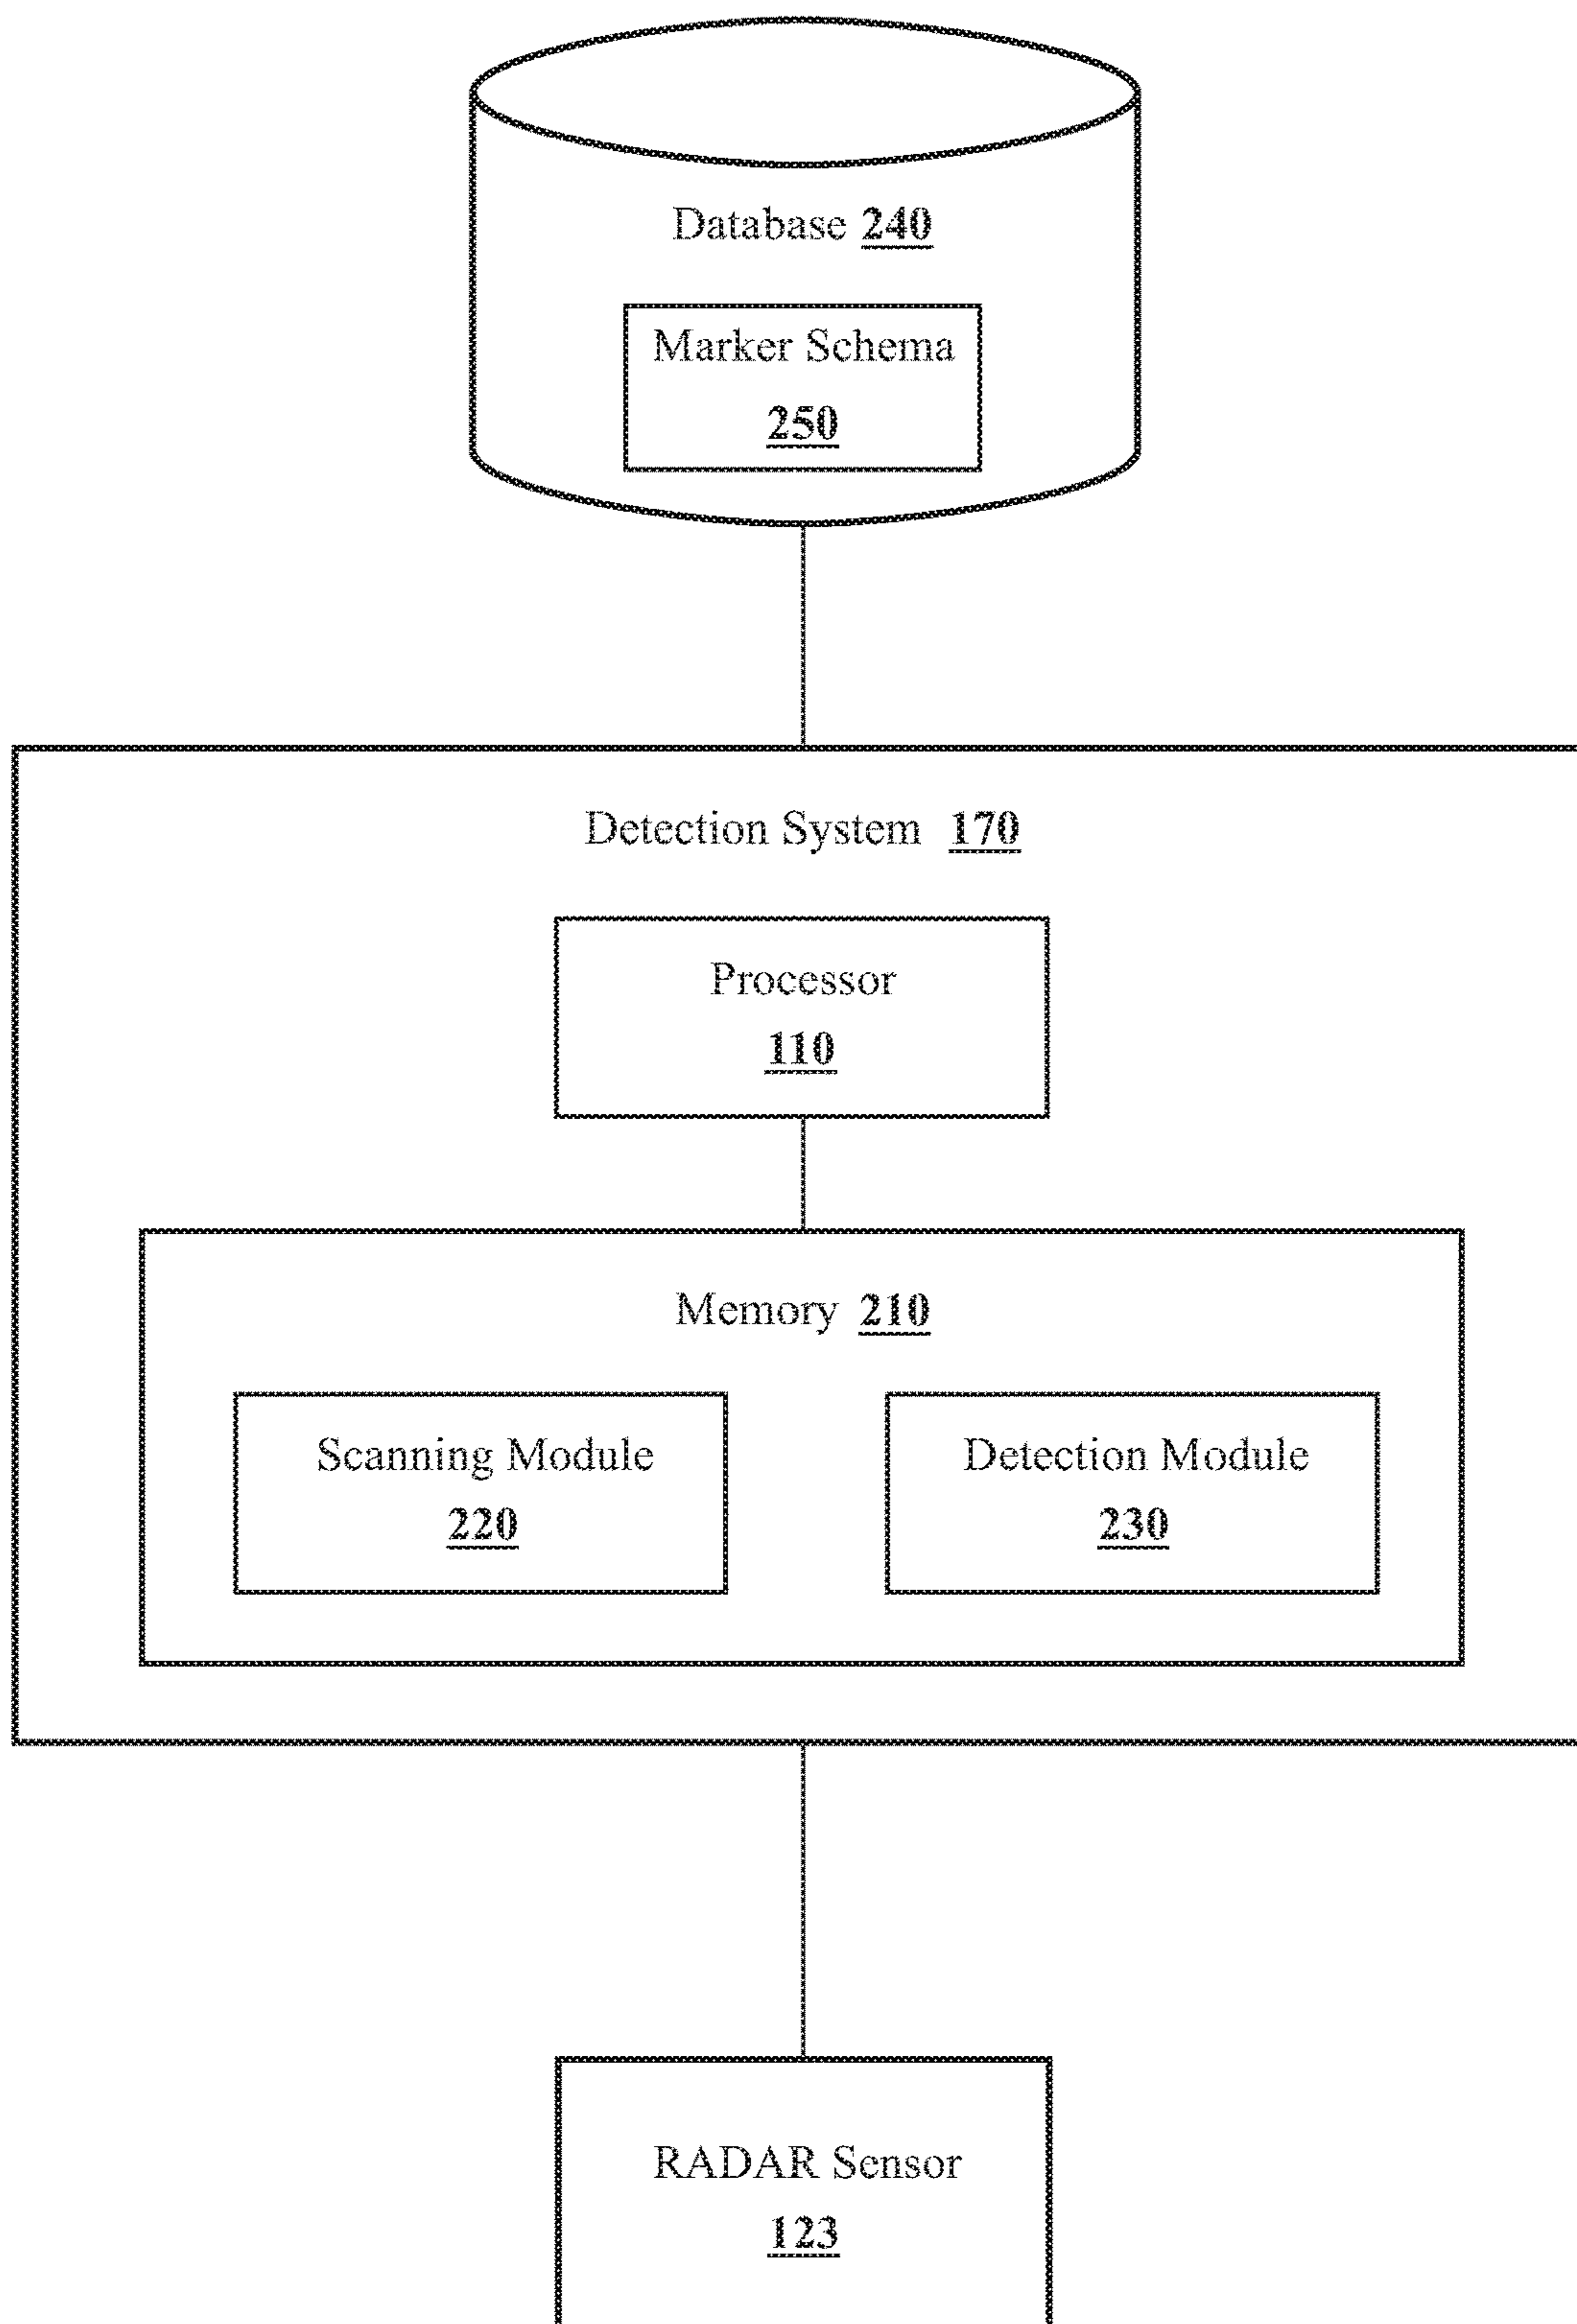 Database 240
Marker Schema
250
Detection System 170
Processor
110
Memory 210
Scanning Module
220
Detection Module
230
RADAR Sensor
123